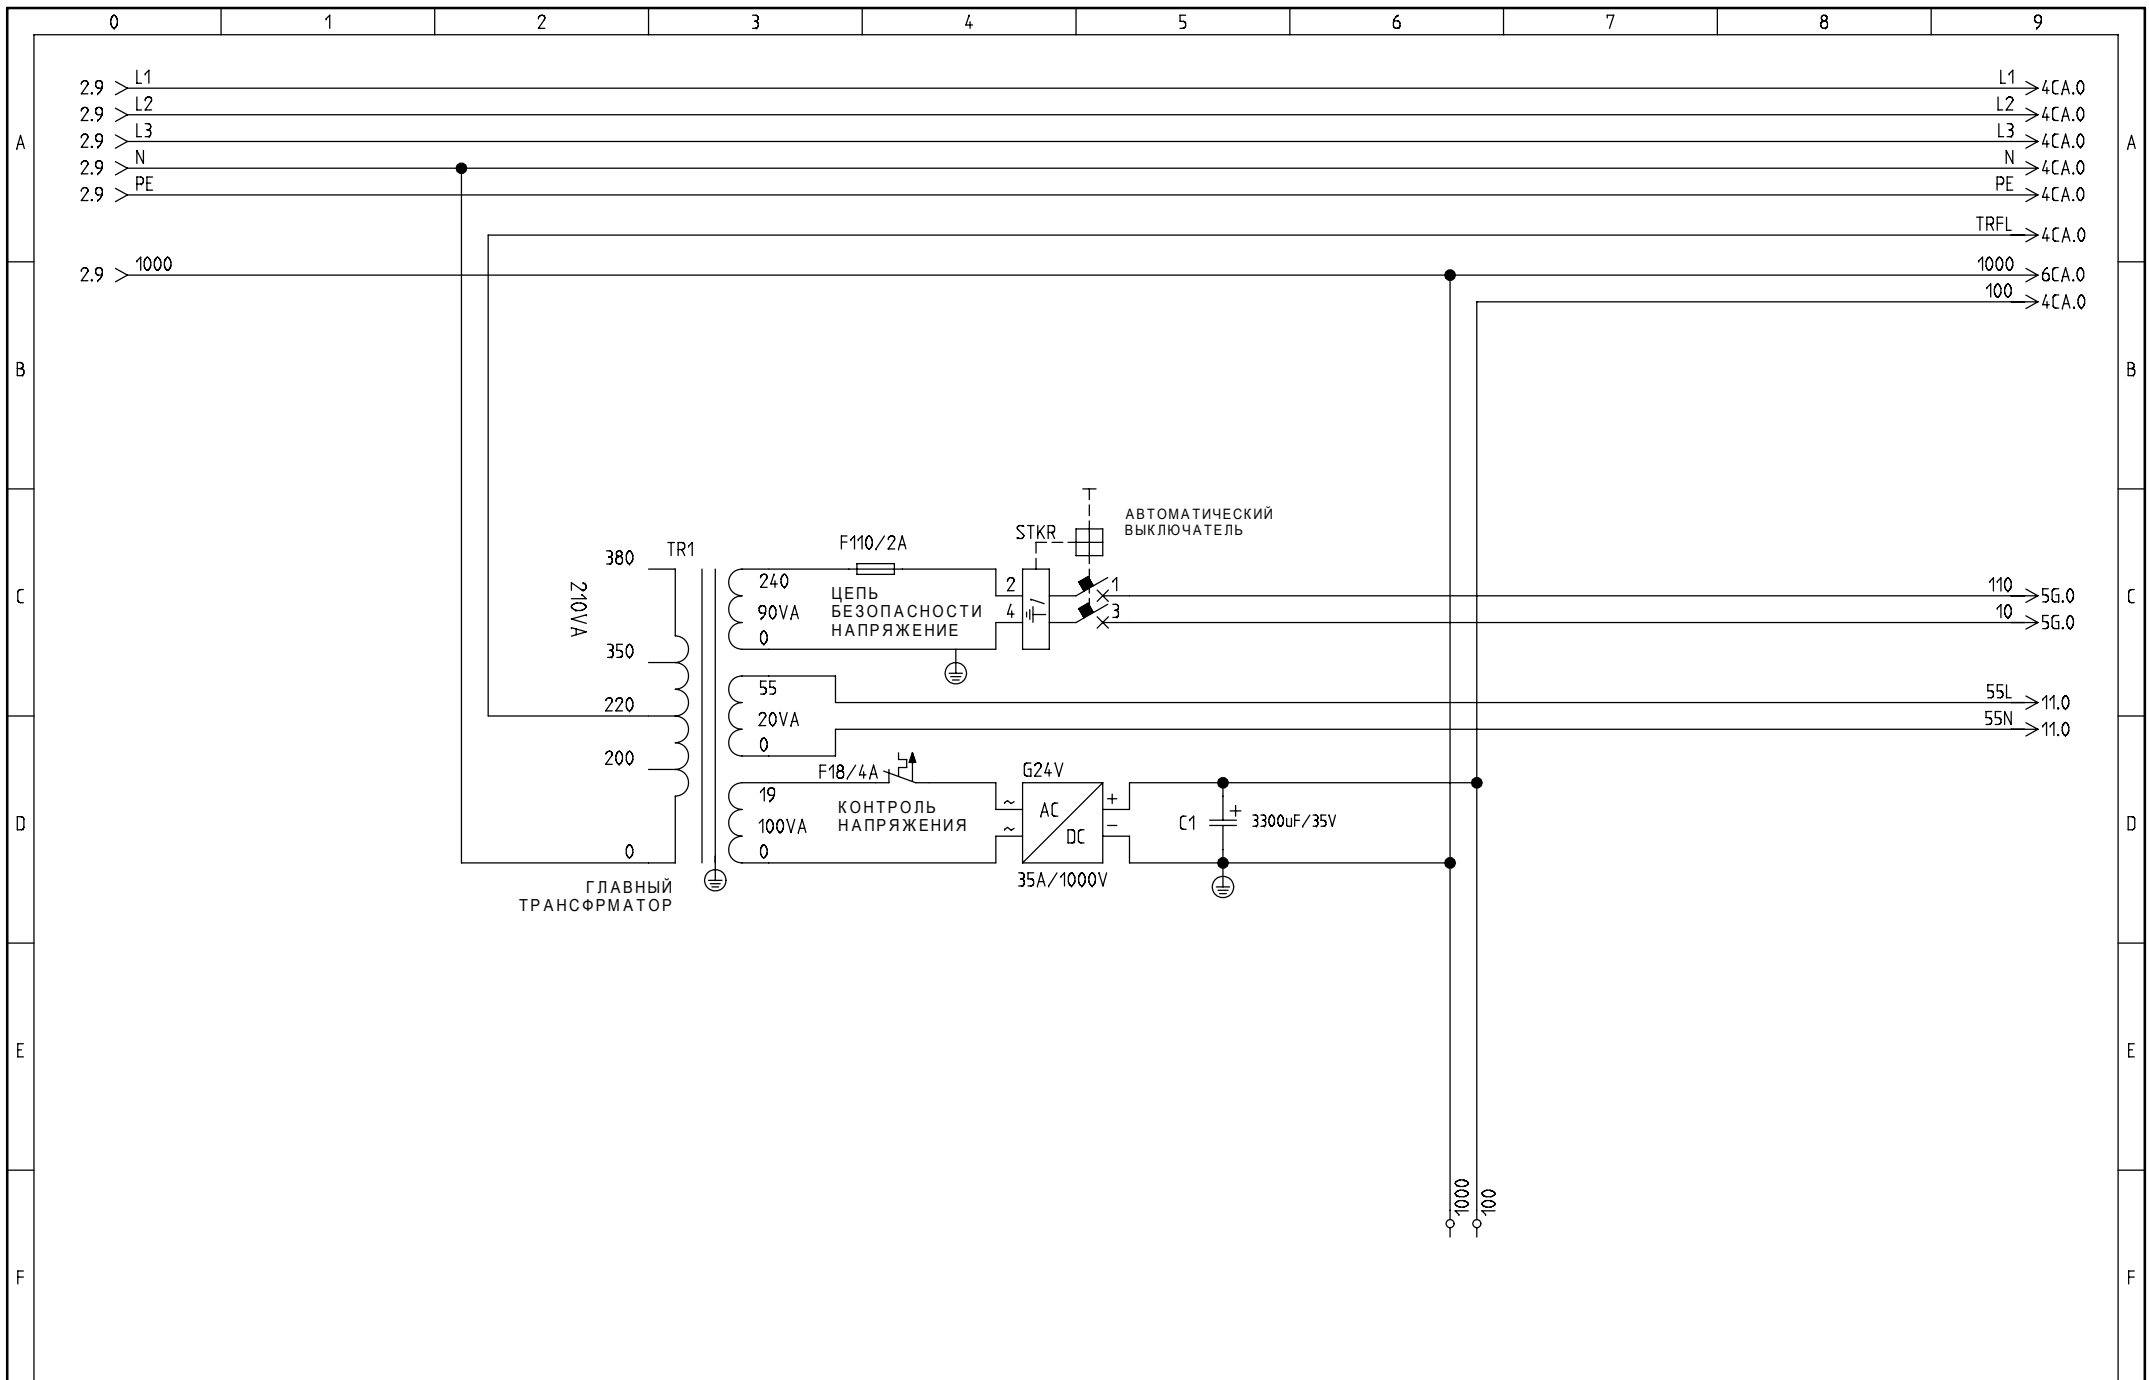 0 1 2 3 4 5 6 7 8 9
2.9 L1 L1 4CA.0
2.9 L2 L2 4CA.0
A 2.9 L3 L3 4CA.0 A
2.9 N N 4CA.0
2.9 PE PE 4CA.0
TRFL 4CA.0
2.9 1000 1000 6CA.0
100 4CA.0
B B
АВТОМАТИЧЕСКИЙ
ВЫКЛЮЧАТЕЛЬ
STKR
F110/2A
TR1
380
210VA
240
90VA
0
ЦЕПЬ
БЕЗОПАСНОСТИ
НАПРЯЖЕНИЕ
2 1
4 3
C 110 5G.0 C
10 5G.0
350
220
200
0
55
20VA
0
55L 11.0
55N 11.0
F18/4A
G24V
19
100VA
0
КОНТРОЛЬ
НАПРЯЖЕНИЯ
~ AC +
~ DC -
35A/1000V
D C1 + 3300uF/35V D
ГЛАВНЫЙ
ТРАНСФРМАТОР
E E
1000
100
F F